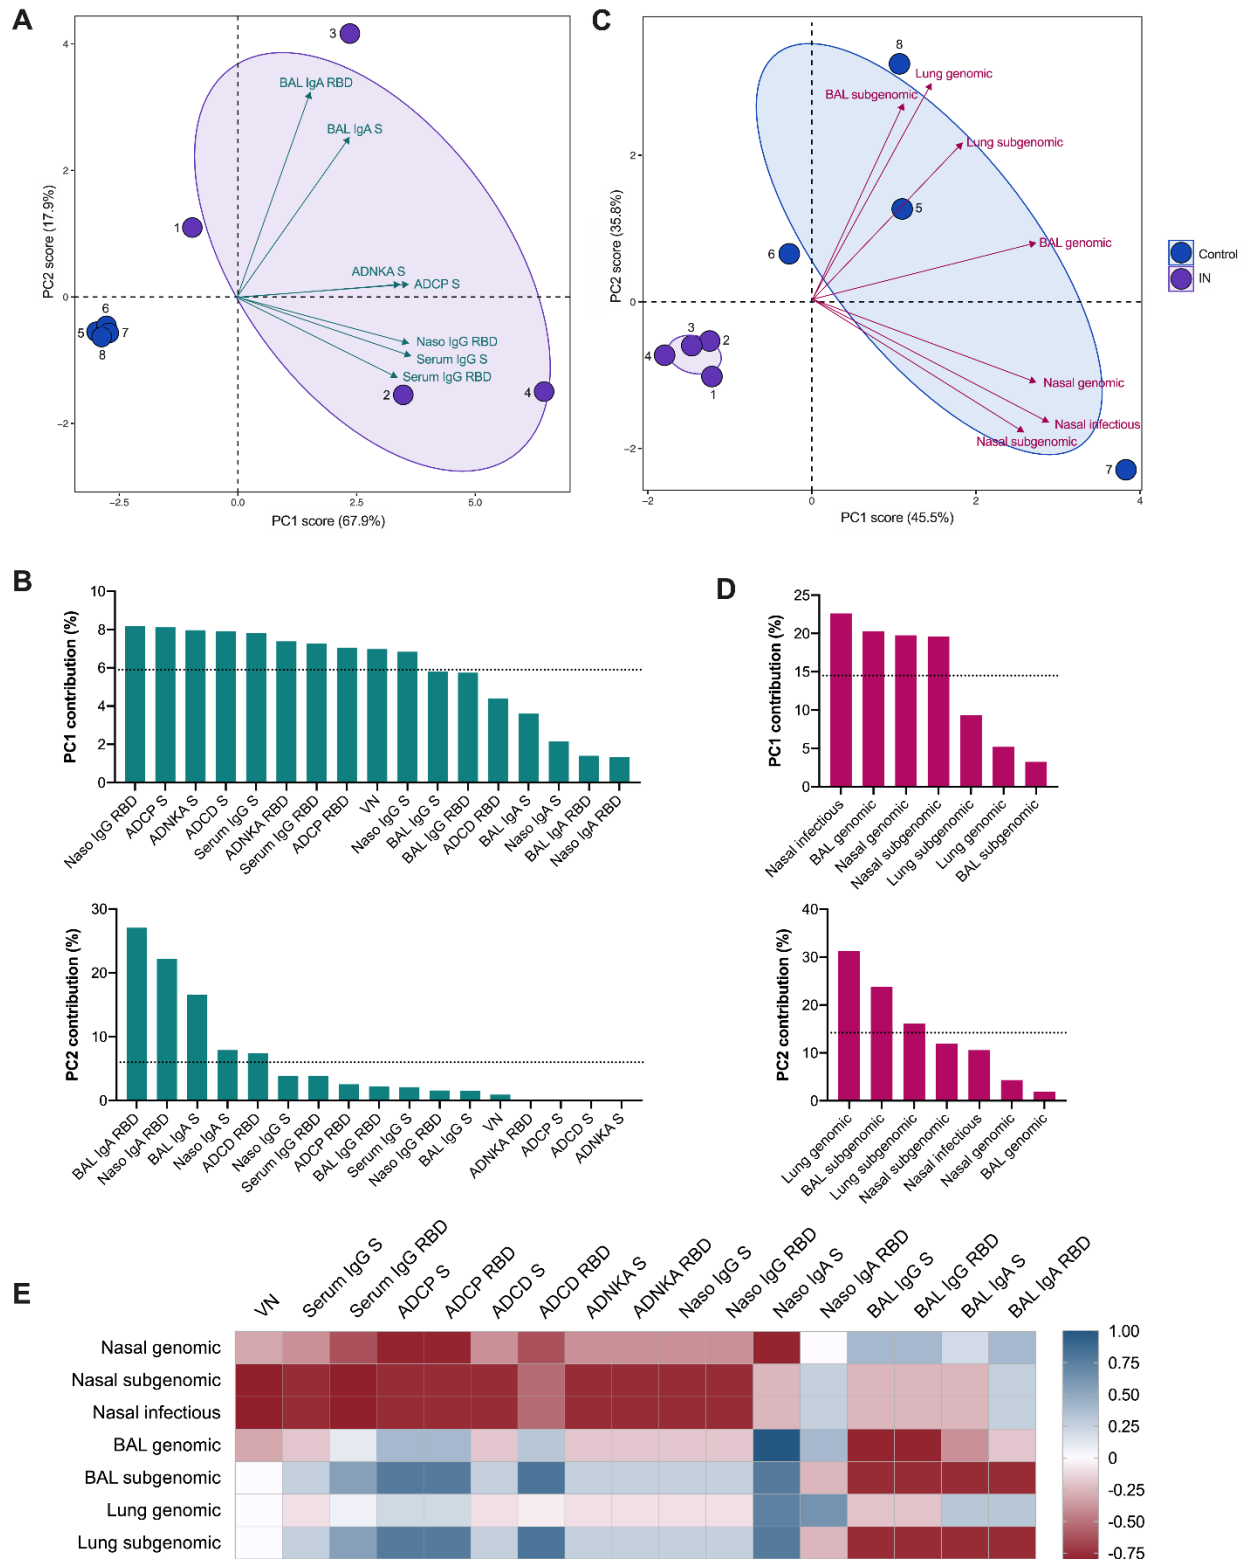 A
C
3
4
2
0
−2
BAL IgA RBD
BAL IgA S
1
ADNKA S
ADCP S
6
5
7
8
Naso IgG RBD
Serum IgG S
Serum IgG RBD
2
4
−2.5
0.0
2.5
5.0
PC2 score (17.9%)
PC1 score (67.9%)
8
Lung genomic
BAL subgenomic
Lung subgenomic
5
6
BAL genomic
3
2
4
1
Nasal genomic
Nasal infectious
Nasal subgenomic
7
2
0
−2
−2
0
2
4
PC2 score (35.8%)
PC1 score (45.5%)
Control
IN
B
PC1 contribution (%)
10
8
6
4
2
0
Naso IgG RBD
ADCP S
ADNKA S
ADCD S
Serum IgG S
ADNKA RBD
Serum IgG RBD
ADCP RBD
VN
Naso IgG S
BAL IgG S
BAL IgG RBD
ADCD RBD
BAL IgA S
Naso IgA S
BAL IgA RBD
Naso IgA RBD
PC2 contribution (%)
30
20
10
0
BAL IgA RBD
Naso IgA RBD
BAL IgA S
Naso IgA S
ADCD RBD
Naso IgG S
Serum IgG RBD
ADCP RBD
BAL IgG RBD
Serum IgG S
Naso IgG RBD
BAL IgG S
VN
ADNKA RBD
ADCP S
ADCD S
ADNKA S
D
PC1 contribution (%)
25
20
15
10
5
0
Nasal infectious
BAL genomic
Nasal genomic
Nasal subgenomic
Lung subgenomic
Lung genomic
BAL subgenomic
PC2 contribution (%)
40
30
20
10
0
Lung genomic
BAL subgenomic
Lung subgenomic
Nasal subgenomic
Nasal infectious
Nasal genomic
BAL genomic
E
VN
Serum IgG S
Serum IgG RBD
ADCP S
ADCP RBD
ADCD S
ADCD RBD
ADNKA S
ADNKA RBD
Naso IgG S
Naso IgG RBD
Naso IgA S
Naso IgA RBD
BAL IgG S
BAL IgG RBD
BAL IgA S
BAL IgA RBD
Nasal genomic
Nasal subgenomic
Nasal infectious
BAL genomic
BAL subgenomic
Lung genomic
Lung subgenomic
1.00
0.75
0.50
0.25
0
-0.25
-0.50
-0.75